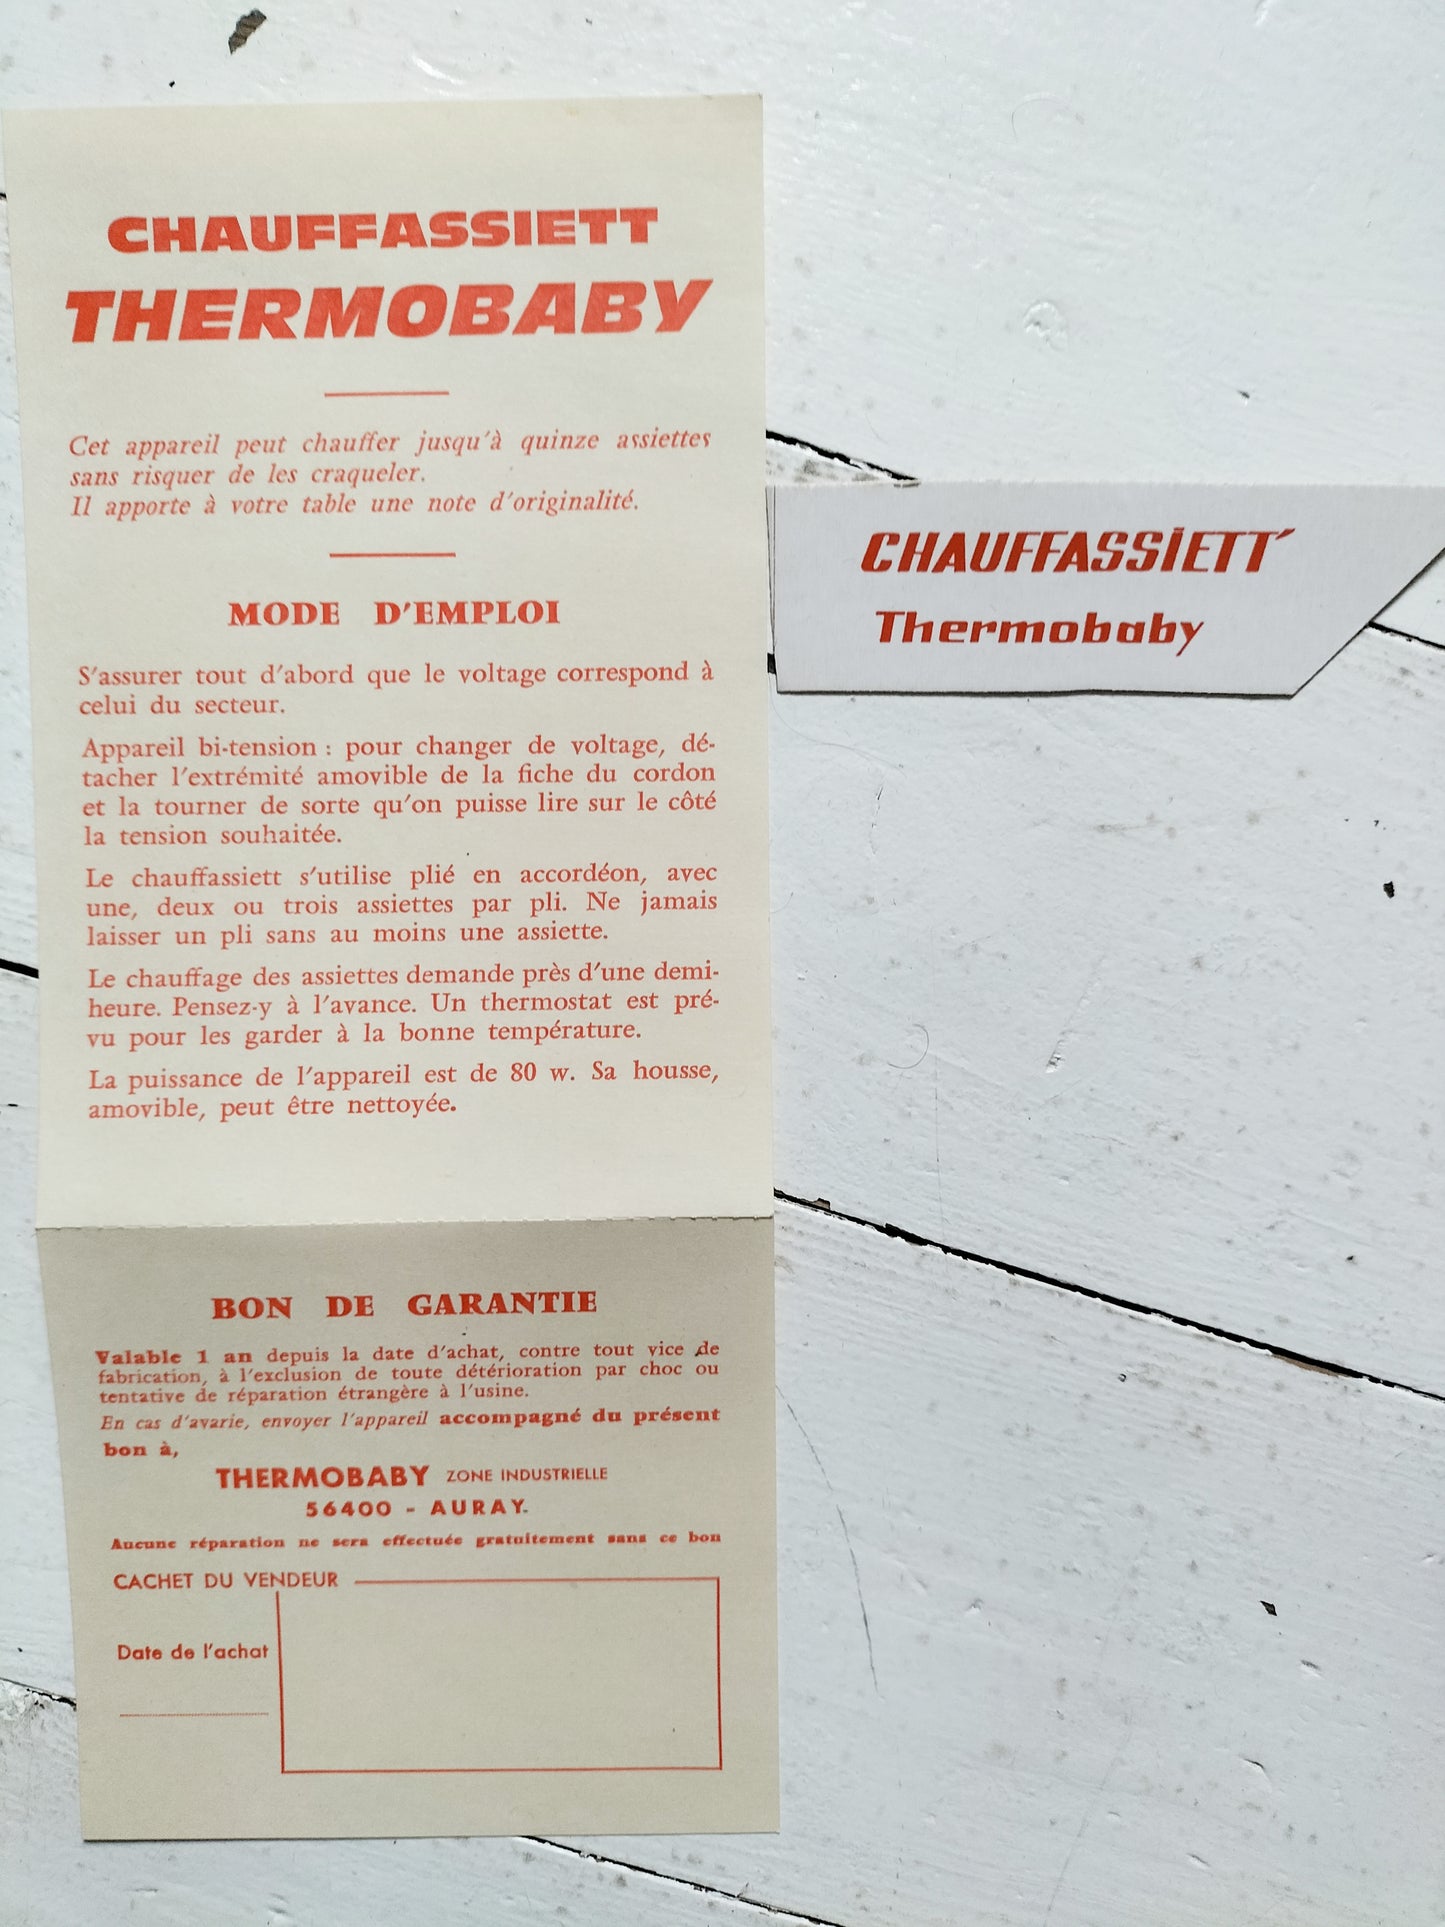 CHAUFFASSIETT
THERMOBABY
Cet appareil peut chauffer jusqu'à quinze assiettes
sans risquer de les craqueler.
Il apporte à votre table une note d'originalité.
MODE D'EMPLOI
S'assurer tout d'abord que le voltage correspond à
celui du secteur.
Appareil bi-tension : pour changer de voltage, dé-
tacher l'extrémité amovible de la fiche du cordon
et la tourner de sorte qu'on puisse lire sur le côté
la tension souhaitée.
Le chauffassiett s'utilise plié en accordéon, avec
une, deux ou trois assiettes par pli. Ne jamais
laisser un pli sans au moins une assiette.
Le chauffage des assiettes demande près d'une demi-
heure. Pensez-y à l'avance. Un thermostat est pré-
vu pour les garder à la bonne température.
La puissance de l'appareil est de 80 w. Sa housse,
amovible, peut être nettoyée.
BON DE GARANTIE
Valable 1 an depuis la date d'achat, contre tout vice de
fabrication, à l'exclusion de toute détérioration par choc ou
tentative de réparation étrangère à l'usine.
En cas d'avarie, envoyer l'appareil accompagné du présent
bon à,
THERMOBABY ZONE INDUSTRIELLE
56400 - AURAY.
Aucune réparation ne sera effectuée gratuitement sans ce bon
CACHET DU VENDEUR
Date de l'achat
CHAUFFASSIETT'
Thermobaby